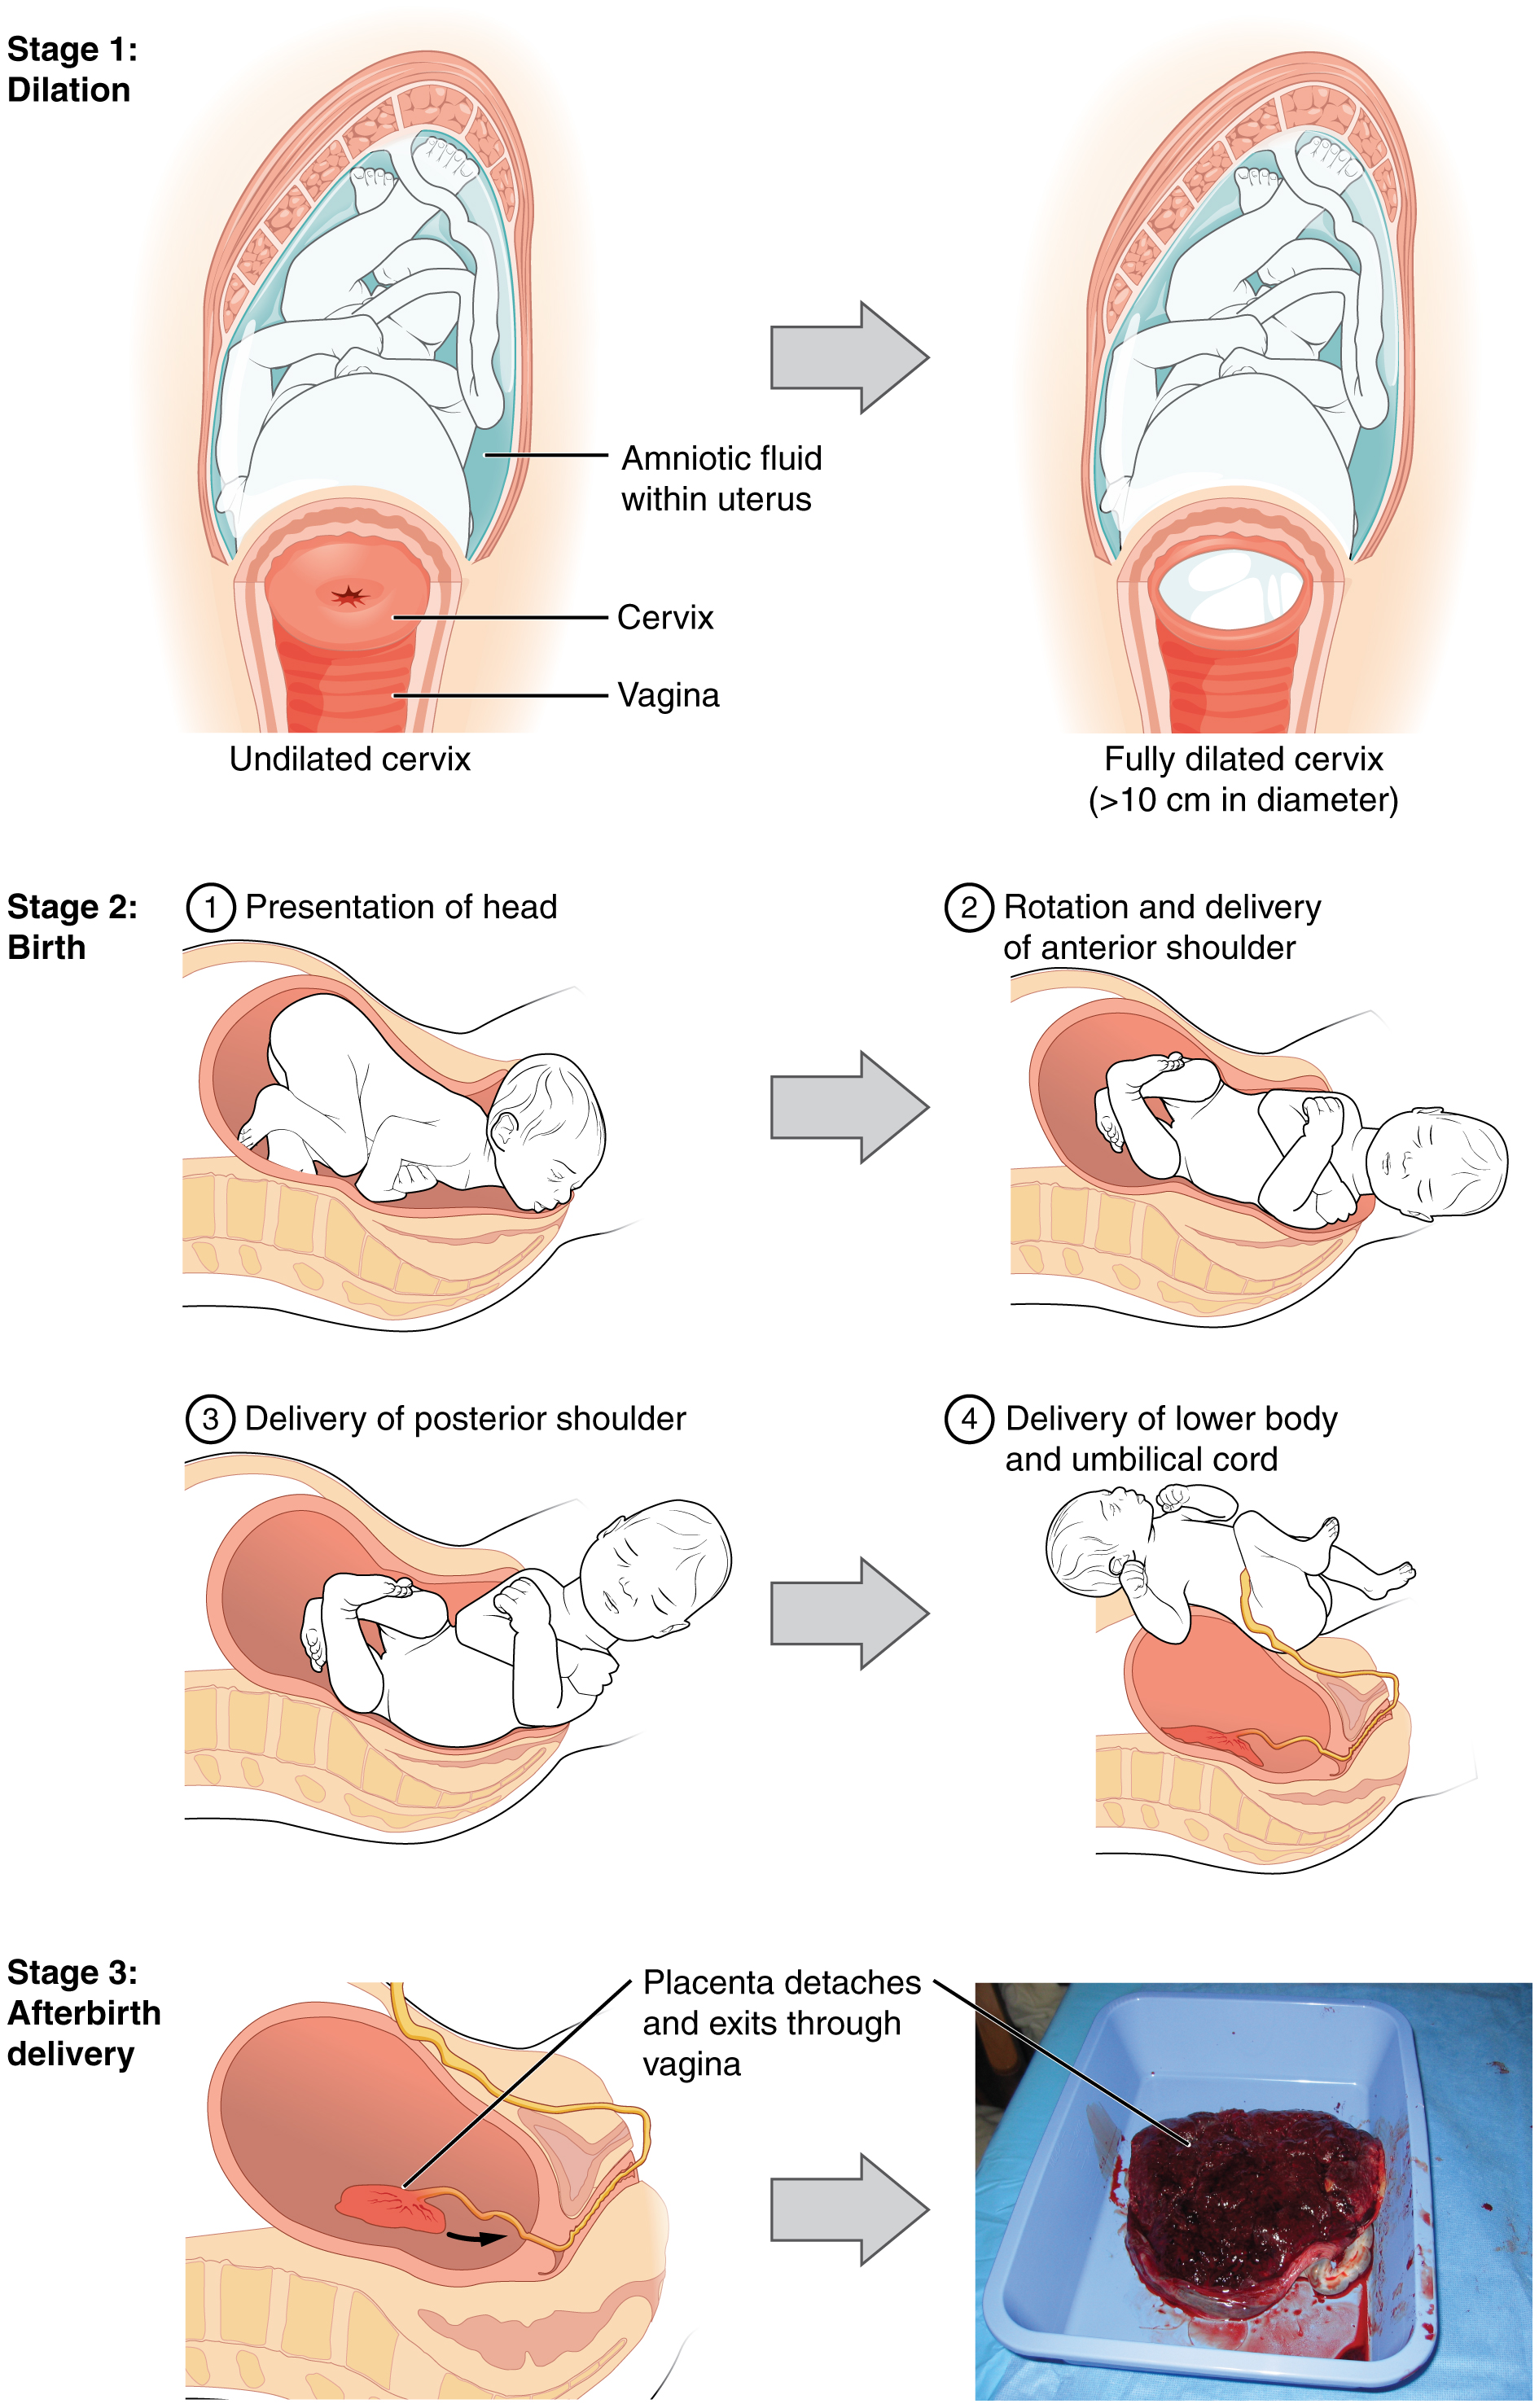 Stage 1:
Dilation
Amniotic fluid
within uterus
Cervix
Vagina
Undilated cervix
Fully dilated cervix
(>10 cm in diameter)
Stage 2:
Birth
1 Presentation of head
2 Rotation and delivery
of anterior shoulder
3 Delivery of posterior shoulder
4 Delivery of lower body
and umbilical cord
Stage 3:
Afterbirth
delivery
Placenta detaches
and exits through
vagina